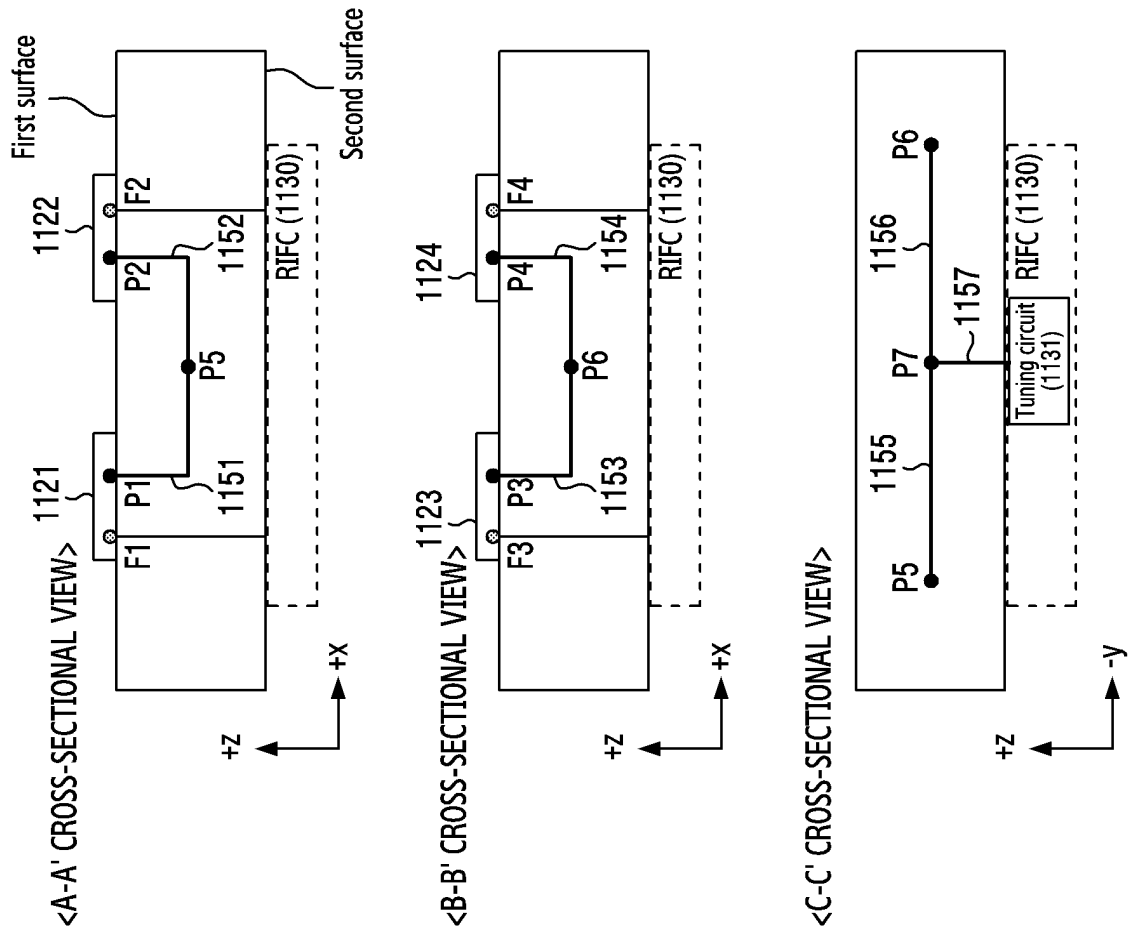 <A-A' CROSS-SECTIONAL VIEW>
First surface
1121
1122
F1
P1
P2
F2
1151
1152
P5
RIFC (1130)
Second surface
+z
+x
<B-B' CROSS-SECTIONAL VIEW>
1123
1124
F3
P3
P4
F4
1153
1154
P6
RIFC (1130)
+z
+x
<C-C' CROSS-SECTIONAL VIEW>
P5
P7
P6
1155
1156
1157
Tuning circuit
(1131)
RIFC (1130)
+z
-y